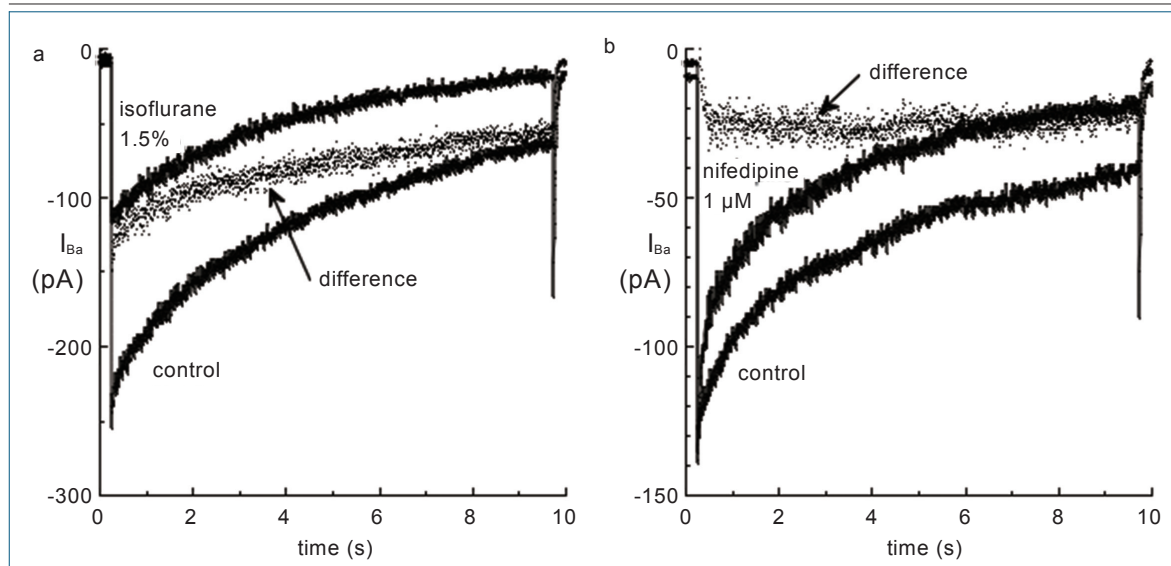 a
0
-100
-200
-300
I_Ba
(pA)
isoflurane
1.5%
difference
control
0 2 4 6 8 10
time (s)
b
0
-50
-100
-150
I_Ba
(pA)
difference
nifedipine
1 µM
control
0 2 4 6 8 10
time (s)